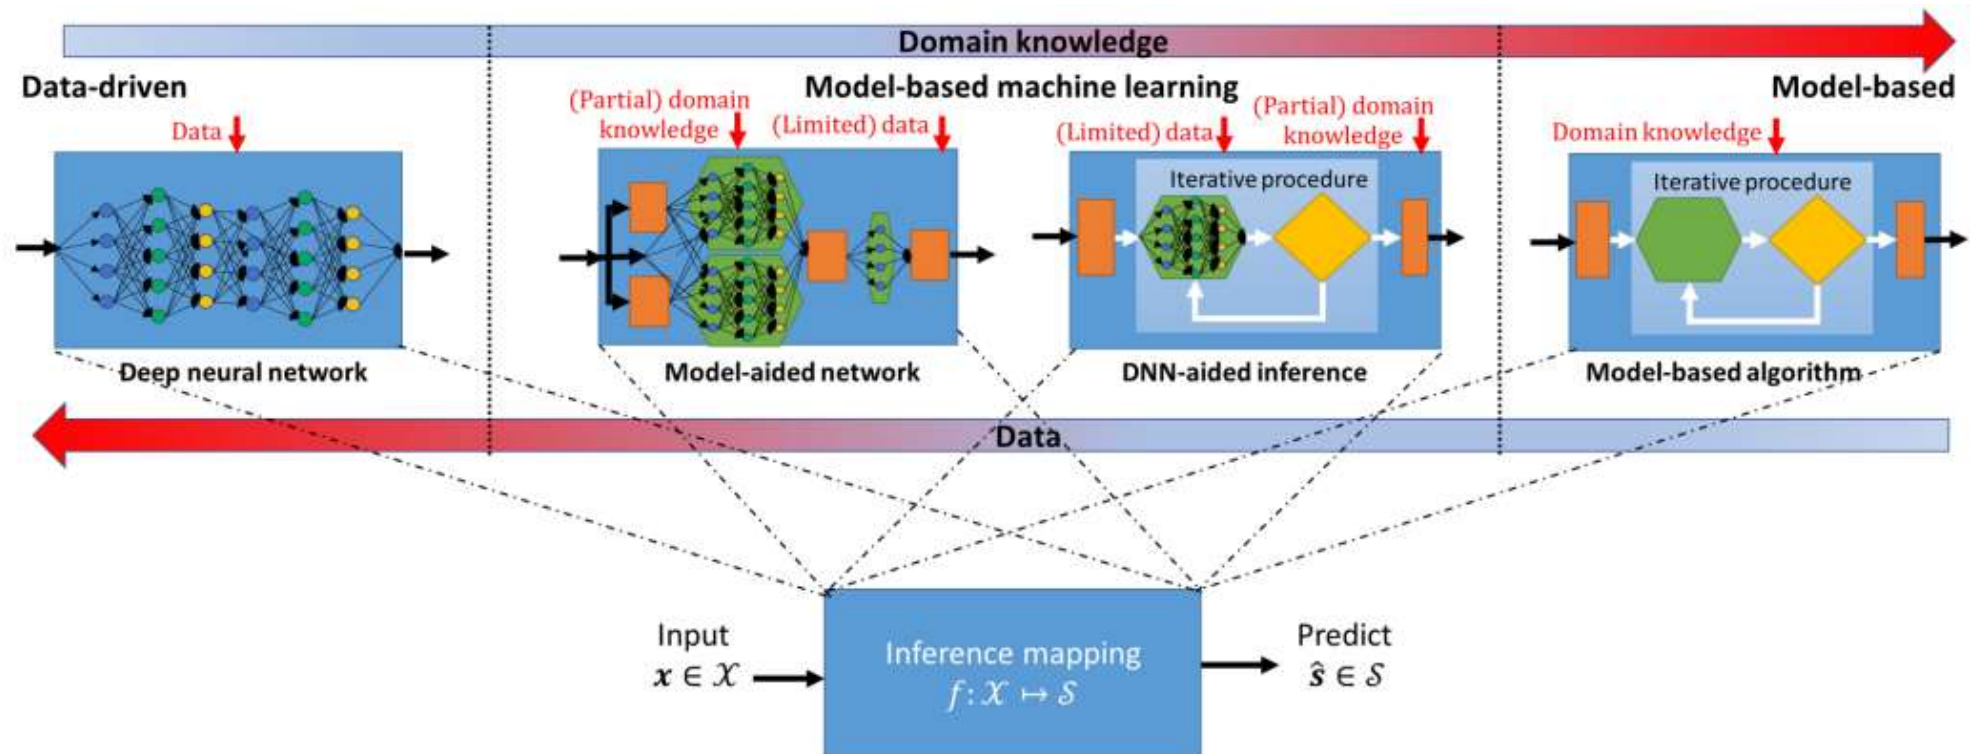 Domain knowledge
Data-driven
Model-based machine learning
Model-based
Data
(Partial) domain
knowledge
(Limited) data
(Limited) data
(Partial) domain
knowledge
Domain knowledge
Iterative procedure
Iterative procedure
Deep neural network
Model-aided network
DNN-aided inference
Model-based algorithm
Data
Input
𝒙 ∈ 𝒳
Inference mapping
f: 𝒳 ↦ 𝒮
Predict
ŝ ∈ 𝒮